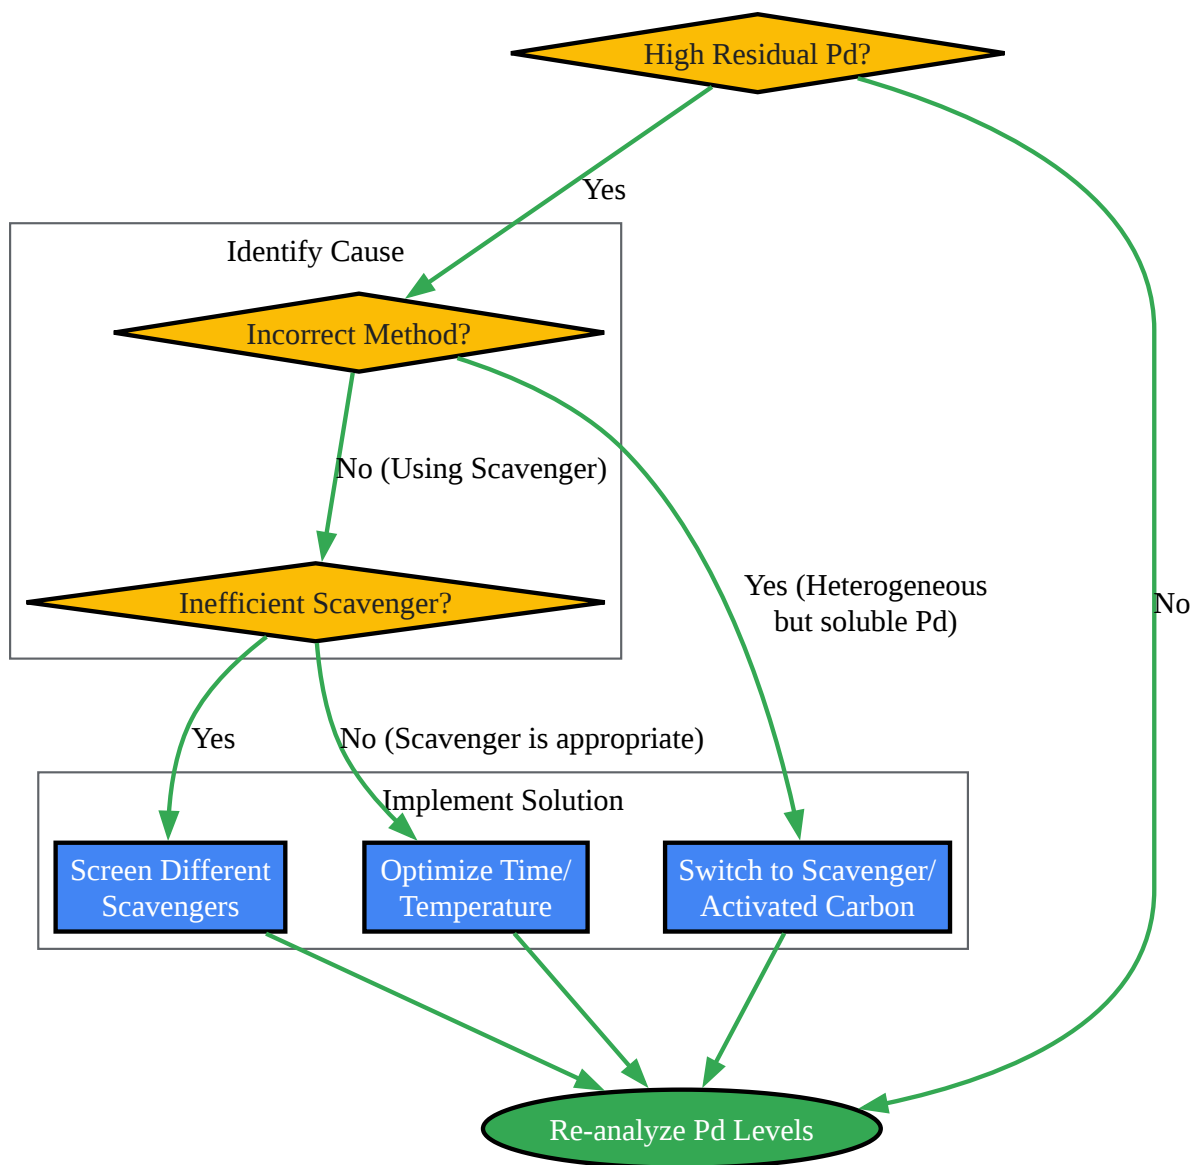 High Residual Pd?
Yes
Identify Cause
Incorrect Method?
No (Using Scavenger)
Yes (Heterogeneous
but soluble Pd)
No
Inefficient Scavenger?
Yes
No (Scavenger is appropriate)
Implement Solution
Screen Different
Scavengers
Optimize Time/
Temperature
Switch to Scavenger/
Activated Carbon
Re-analyze Pd Levels